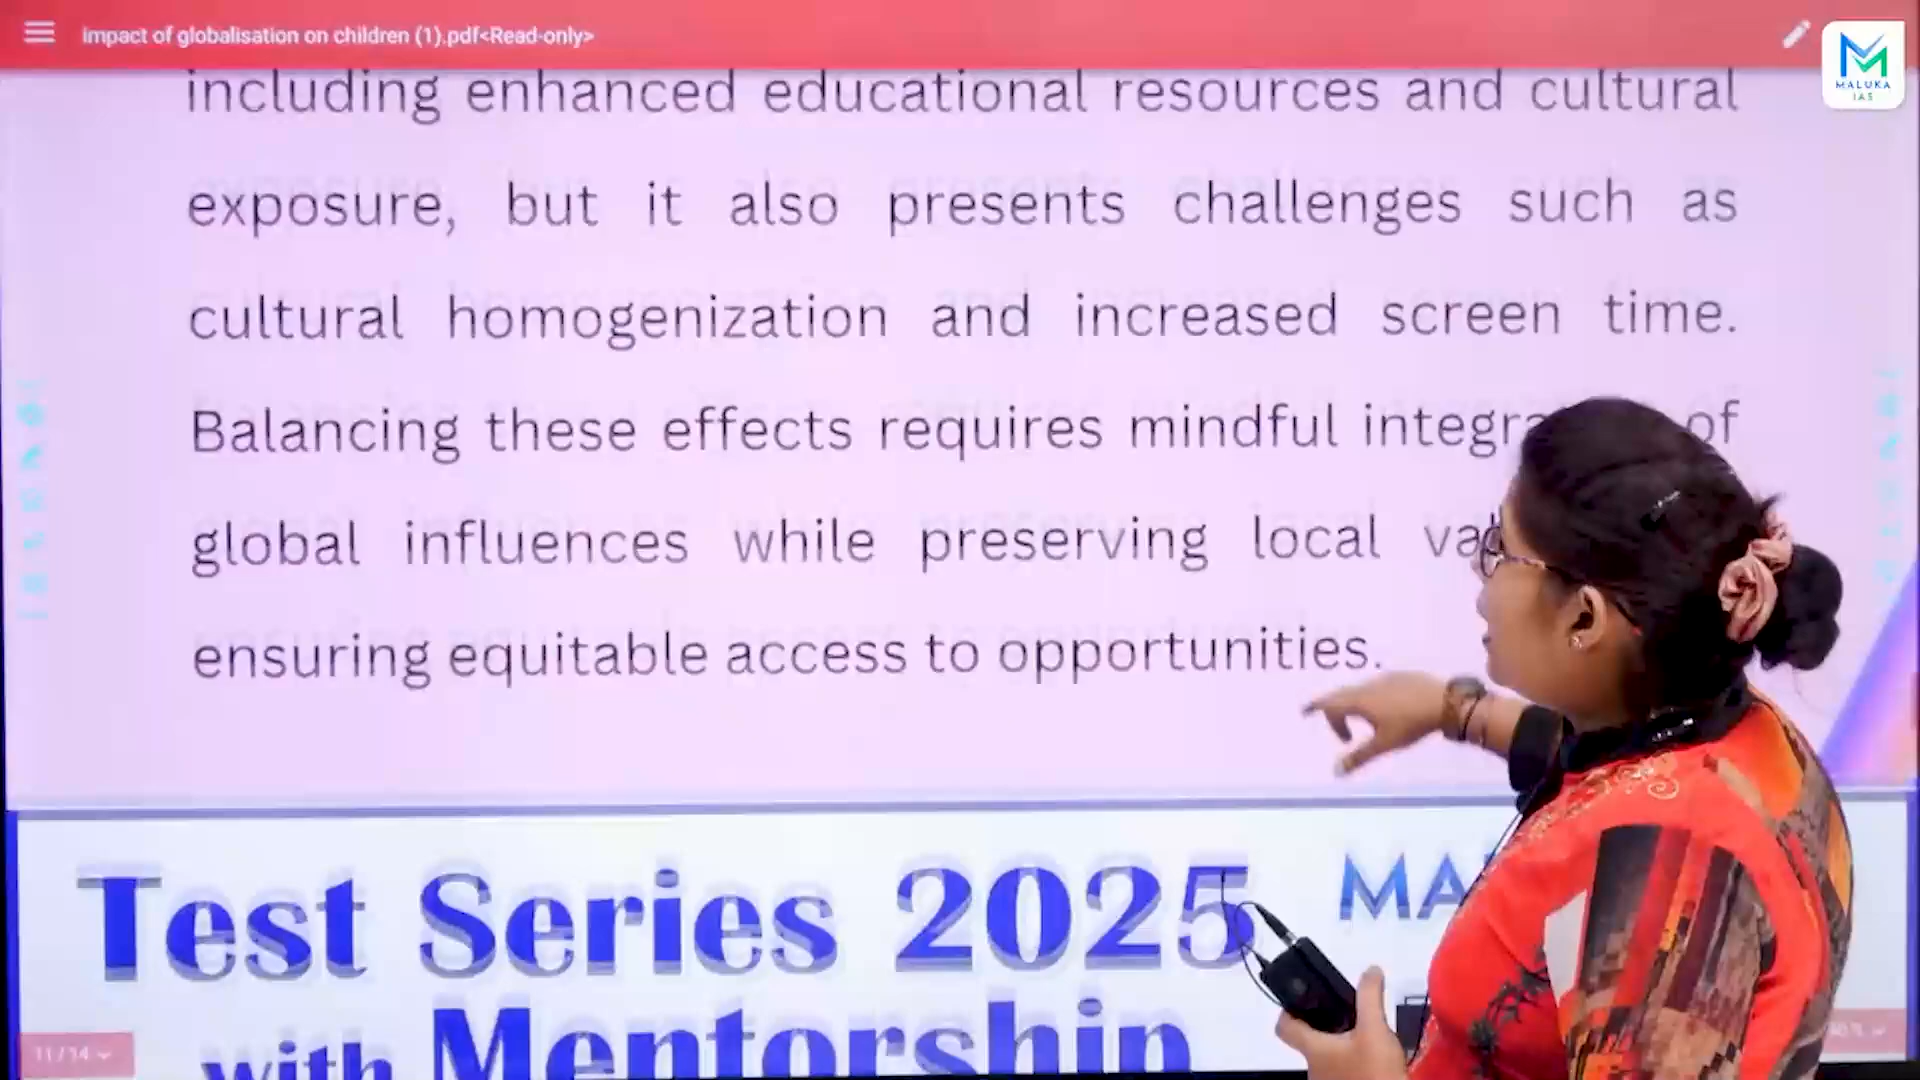 impact of globalisation on children (1).pdf<Read-only>
MALUKA
IAS
including enhanced educational resources and cultural
exposure, but it also presents challenges such as
cultural homogenization and increased screen time.
Balancing these effects requires mindful of
global influences while preserving local
ensuring equitable access to opportunities.
Test Series 2025
with Mentorship
11/14